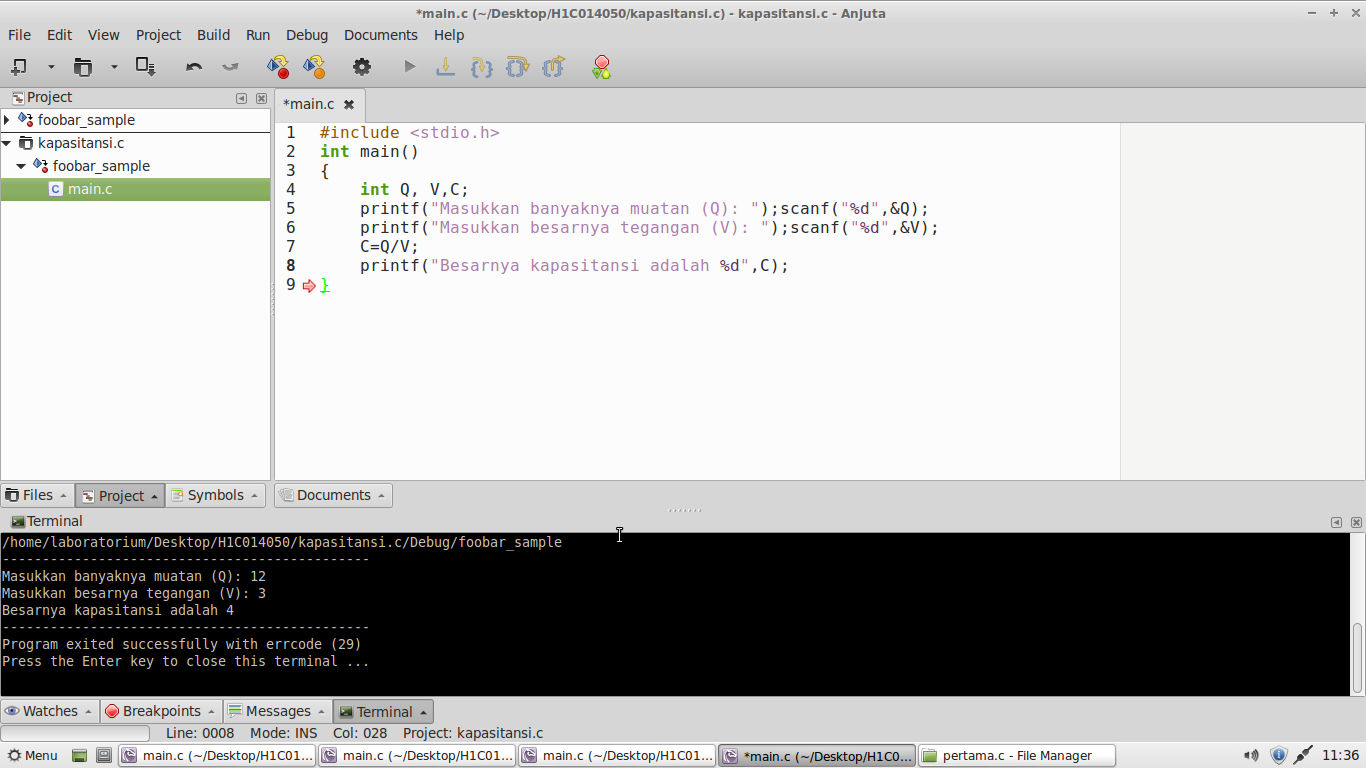 *main.c (~/Desktop/H1C014050/kapasitansi.c) - kapasitansi.c - Anjuta
File Edit View Project Build Run Debug Documents Help
Project
foobar_sample
kapasitansi.c
foobar_sample
C main.c
*main.c
1 #include <stdio.h>
2 int main()
3 {
4     int Q, V,C;
5     printf("Masukkan banyaknya muatan (Q): ");scanf("%d",&Q);
6     printf("Masukkan besarnya tegangan (V): ");scanf("%d",&V);
7     C=Q/V;
8     printf("Besarnya kapasitansi adalah %d",C);
9 }
Files Project Symbols Documents
Terminal
/home/laboratorium/Desktop/H1C014050/kapasitansi.c/Debug/foobar_sample
----------------------------------------------
Masukkan banyaknya muatan (Q): 12
Masukkan besarnya tegangan (V): 3
Besarnya kapasitansi adalah 4
----------------------------------------------
Program exited successfully with errcode (29)
Press the Enter key to close this terminal ...
Watches Breakpoints Messages Terminal
Line: 0008 Mode: INS Col: 028 Project: kapasitansi.c
Menu main.c (~/Desktop/H1C01... main.c (~/Desktop/H1C01... main.c (~/Desktop/H1C01... *main.c (~/Desktop/H1C0... pertama.c - File Manager 11:36